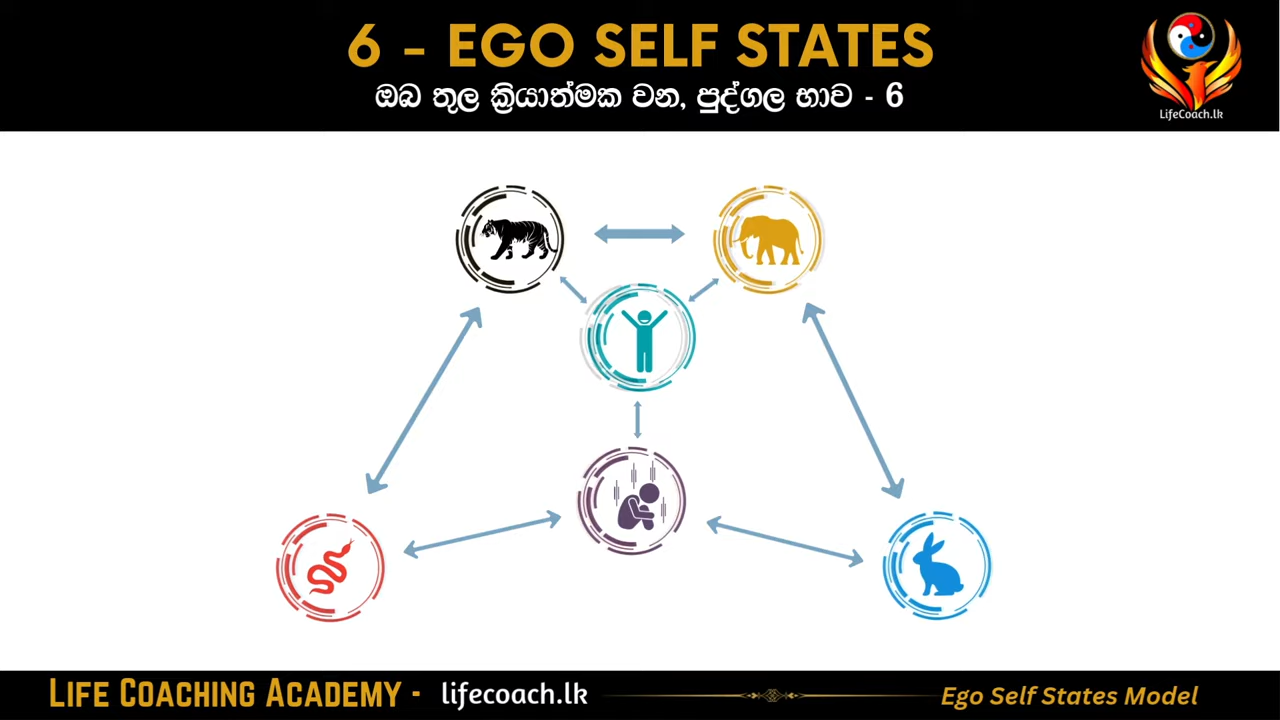 6 - EGO SELF STATES
ඔබ තුල ක්‍රියාත්මක වන, පුද්ගල භාව - 6
LifeCoach.lk
LIFE COACHING ACADEMY - lifecoach.lk
Ego Self States Model